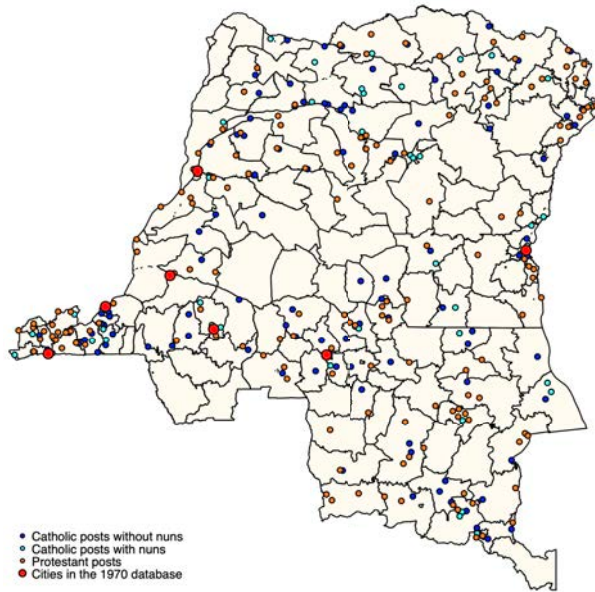 Catholic posts without nuns
Catholic posts with nuns
Protestant posts
Cities in the 1970 database